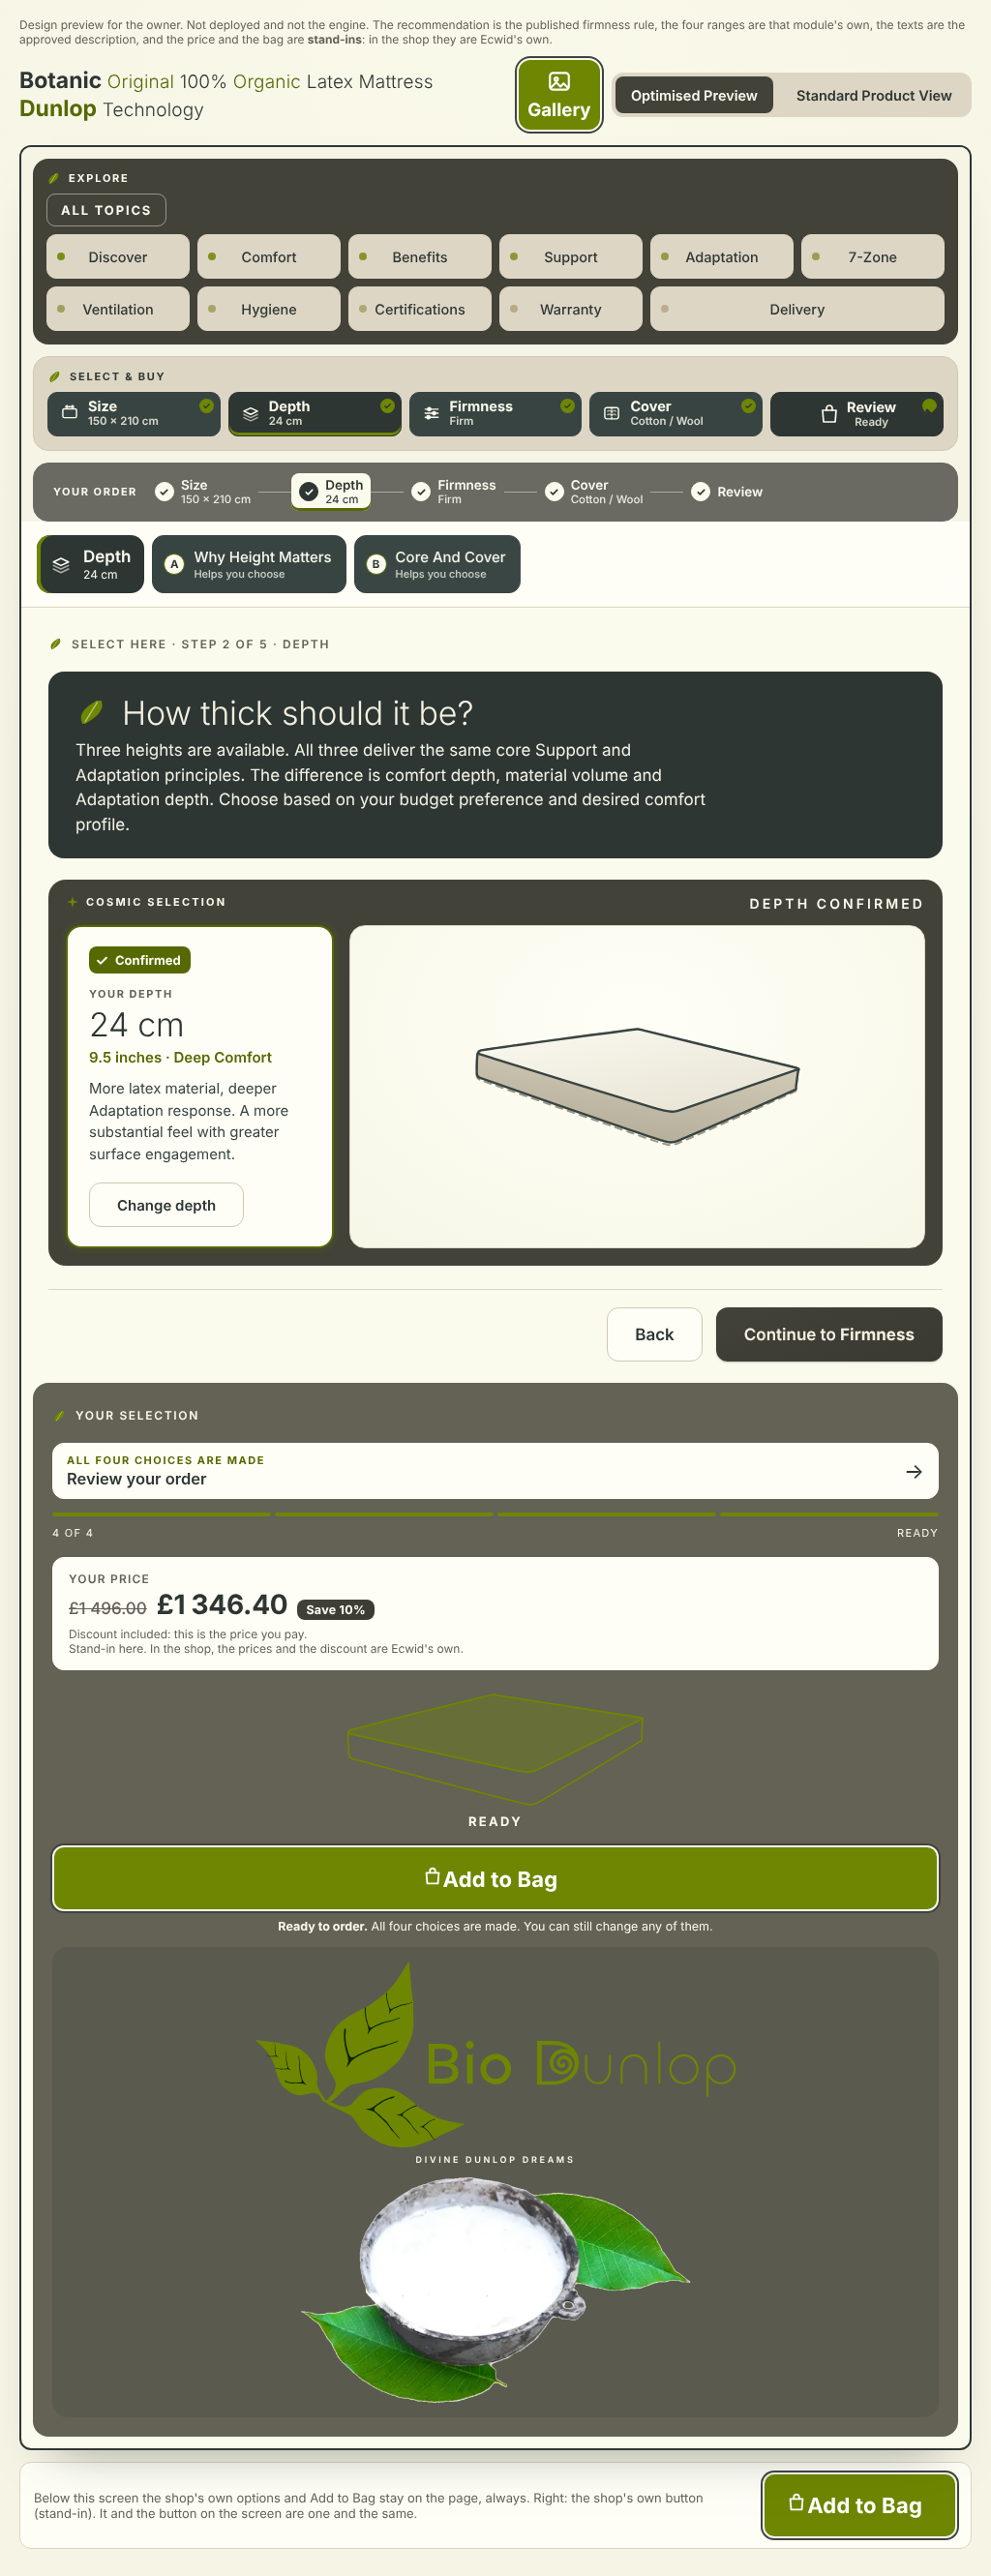 Design preview for the owner. Not deployed and not the engine. The recommendation is the published firmness rule, the four ranges are that module's own, the texts are the
approved description, and the price and the bag are stand-ins: in the shop they are Ecwid's own.
Botanic Original 100% Organic Latex Mattress
Dunlop Technology
Gallery
Optimised Preview
Standard Product View
EXPLORE
ALL TOPICS
Discover
Comfort
Benefits
Support
Adaptation
7-Zone
Ventilation
Hygiene
Certifications
Warranty
Delivery
SELECT & BUY
Size
150 × 210 cm
Depth
24 cm
Firmness
Firm
Cover
Cotton / Wool
Review
Ready
YOUR ORDER
Size
150 × 210 cm
Depth
24 cm
Firmness
Firm
Cover
Cotton / Wool
Review
Depth
24 cm
A
Why Height Matters
Helps you choose
B
Core And Cover
Helps you choose
SELECT HERE · STEP 2 OF 5 · DEPTH
How thick should it be?
Three heights are available. All three deliver the same core Support and
Adaptation principles. The difference is comfort depth, material volume and
Adaptation depth. Choose based on your budget preference and desired comfort
profile.
COSMIC SELECTION
DEPTH CONFIRMED
Confirmed
YOUR DEPTH
24 cm
9.5 inches · Deep Comfort
More latex material, deeper
Adaptation response. A more
substantial feel with greater
surface engagement.
Change depth
Back
Continue to Firmness
YOUR SELECTION
ALL FOUR CHOICES ARE MADE
Review your order
4 OF 4
READY
YOUR PRICE
£1 496.00 £1 346.40 Save 10%
Discount included: this is the price you pay.
Stand-in here. In the shop, the prices and the discount are Ecwid's own.
READY
Add to Bag
Ready to order. All four choices are made. You can still change any of them.
Bio Dunlop
DIVINE DUNLOP DREAMS
Below this screen the shop's own options and Add to Bag stay on the page, always. Right: the shop's own button
(stand-in). It and the button on the screen are one and the same.
Add to Bag